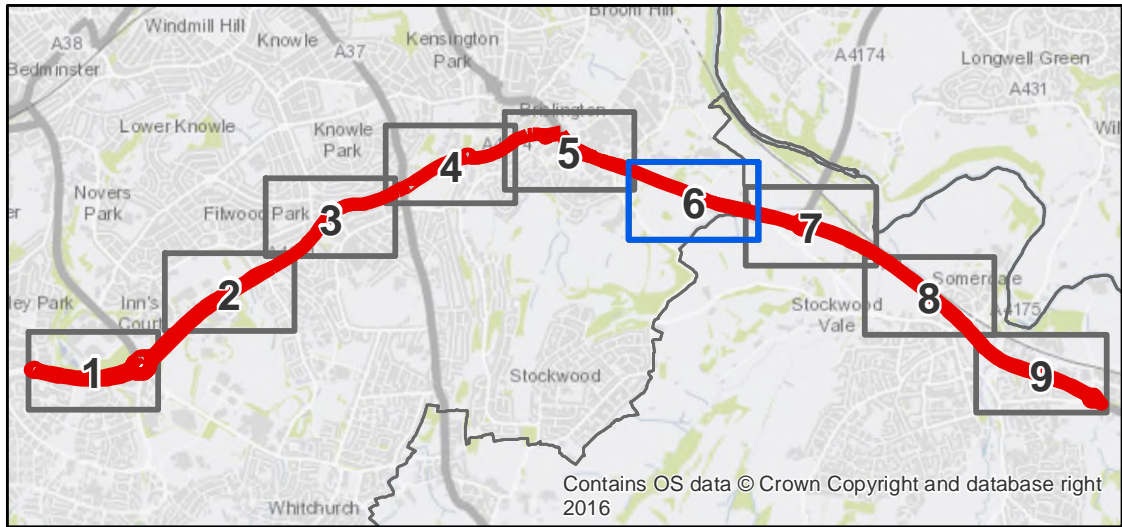 Windmill Hill
Broom Hill
A38
Knowle
A37
Kensington
Park
A4174
Longwell Green
Bedminster
A431
Brislington
Lower Knowle
Knowle
Park
5
4
Novers
Park
6
Filwood Park
3
7
2
Inn's
Court
8
Somerdale
Stockwood
Vale
A4175
1
Stockwood
9
Whitchurch
Contains OS data © Crown Copyright and database right
2016